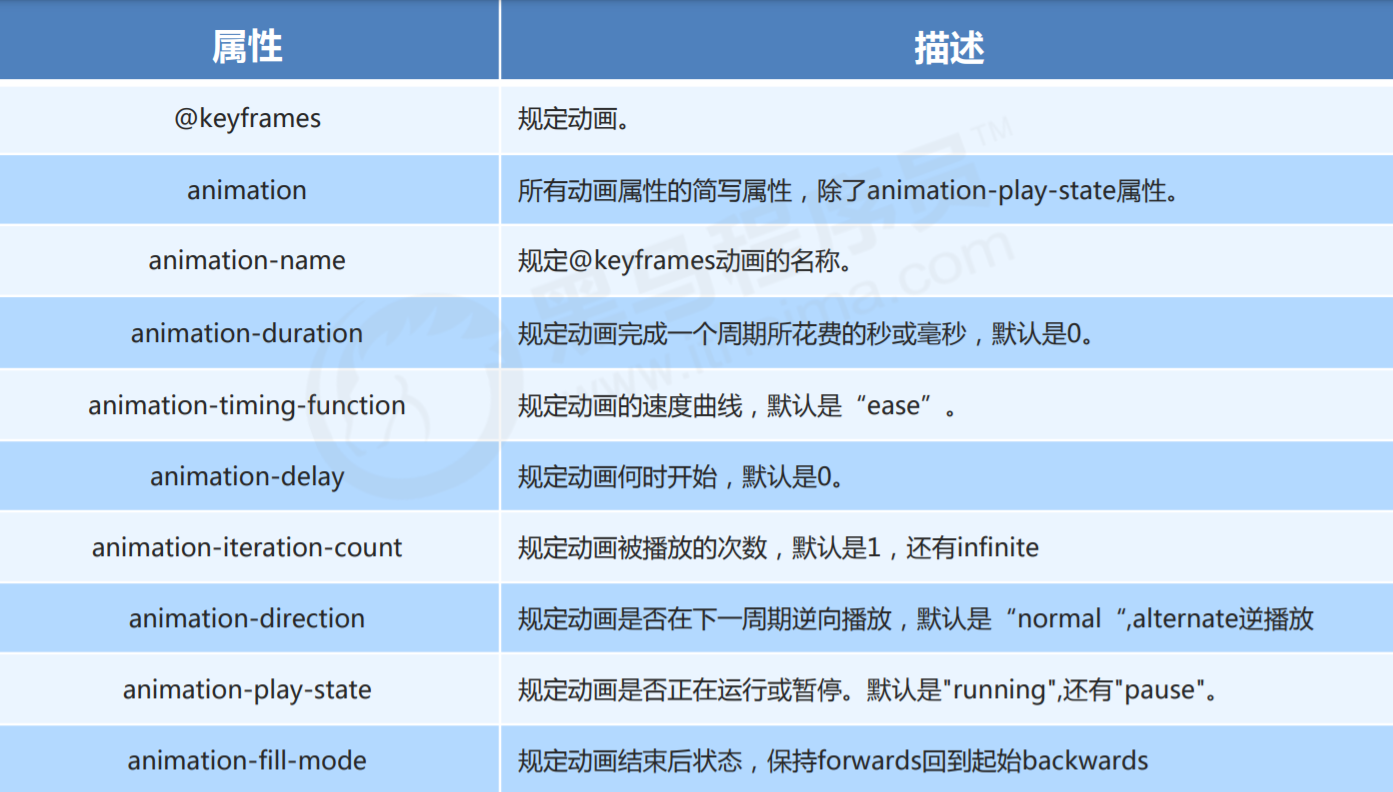 属性 描述
@keyframes 规定动画。
animation 所有动画属性的简写属性，除了animation-play-state属性。
animation-name 规定@keyframes动画的名称。
animation-duration 规定动画完成一个周期所花费的秒或毫秒，默认是0。
animation-timing-function 规定动画的速度曲线，默认是“ease”。
animation-delay 规定动画何时开始，默认是0。
animation-iteration-count 规定动画被播放的次数，默认是1，还有infinite
animation-direction 规定动画是否在下一周期逆向播放，默认是“normal“,alternate逆播放
animation-play-state 规定动画是否正在运行或暂停。默认是"running",还有"pause"。
animation-fill-mode 规定动画结束后状态，保持forwards回到起始backwards
黑马程序员™
www.itheima.com